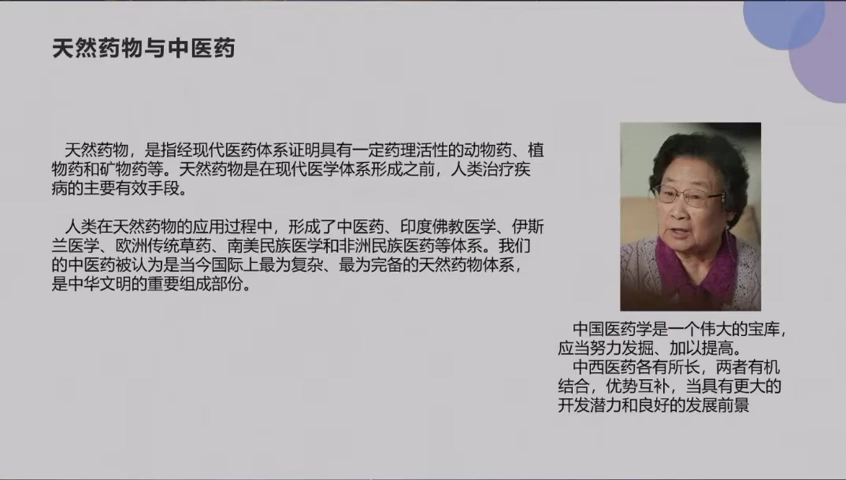 天然药物与中医药
天然药物，是指经现代医药体系证明具有一定药理活性的动物药、植
物药和矿物药等。天然药物是在现代医学体系形成之前，人类治疗疾
病的主要有效手段。
人类在天然药物的应用过程中，形成了中医药、印度佛教医学、伊斯
兰医学、欧洲传统草药、南美民族医学和非洲民族医药等体系。我们
的中医药被认为是当今国际上最为复杂、最为完备的天然药物体系，
是中华文明的重要组成部份。
中国医药学是一个伟大的宝库，
应当努力发掘、加以提高。
中西医药各有所长，两者有机
结合，优势互补，当具有更大的
开发潜力和良好的发展前景